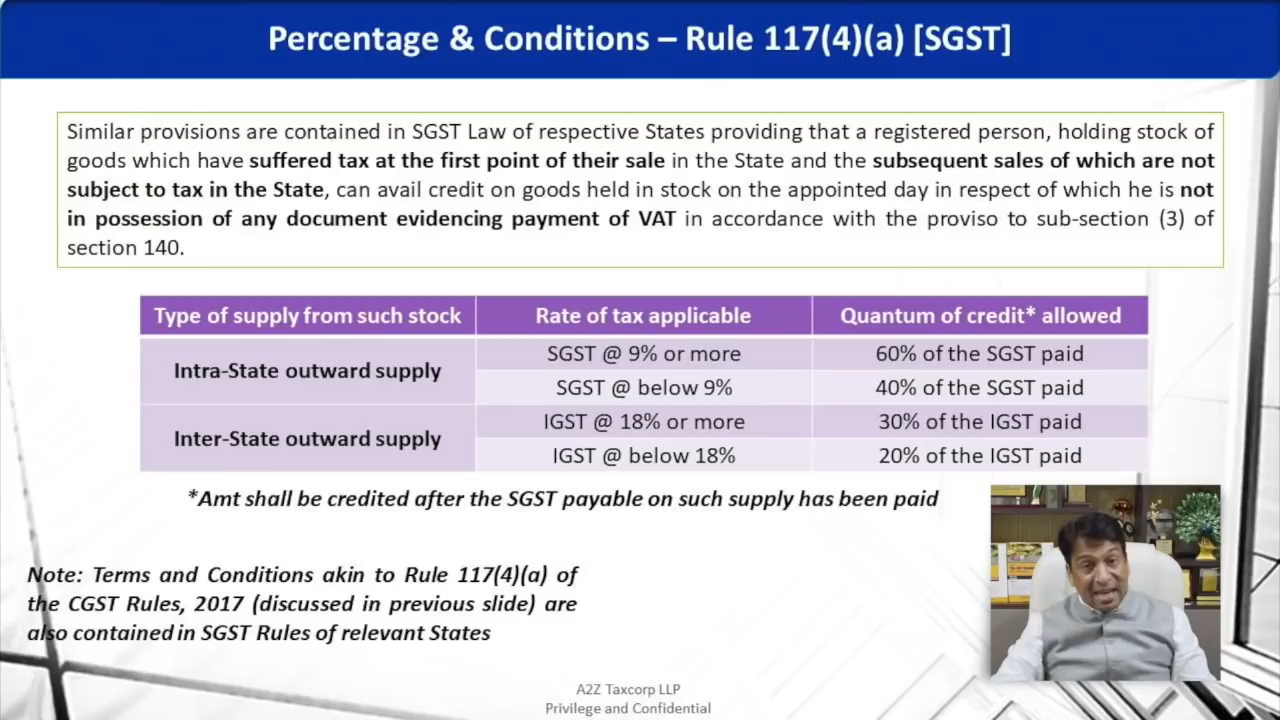 Percentage & Conditions – Rule 117(4)(a) [SGST]
Similar provisions are contained in SGST Law of respective States providing that a registered person, holding stock of
goods which have suffered tax at the first point of their sale in the State and the subsequent sales of which are not
subject to tax in the State, can avail credit on goods held in stock on the appointed day in respect of which he is not
in possession of any document evidencing payment of VAT in accordance with the proviso to sub-section (3) of
section 140.
Type of supply from such stock Rate of tax applicable Quantum of credit* allowed
Intra-State outward supply
SGST @ 9% or more 60% of the SGST paid
SGST @ below 9% 40% of the SGST paid
Inter-State outward supply
IGST @ 18% or more 30% of the IGST paid
IGST @ below 18% 20% of the IGST paid
*Amt shall be credited after the SGST payable on such supply has been paid
Note: Terms and Conditions akin to Rule 117(4)(a) of
the CGST Rules, 2017 (discussed in previous slide) are
also contained in SGST Rules of relevant States
A2Z Taxcorp LLP
Privilege and Confidential